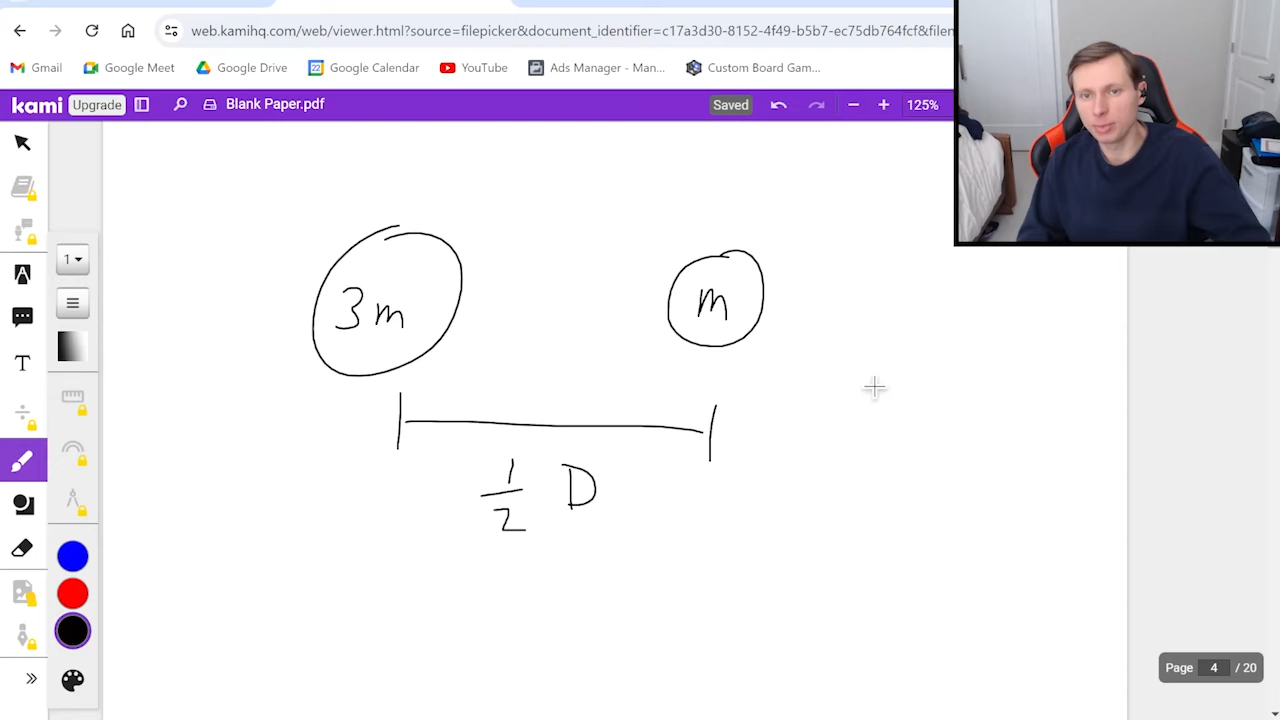 web.kamihq.com/web/viewer.html?source=filepicker&document_identifier=c17a3d30-8152-4f49-b5b7-ec75db764fcf&filen
Gmail Google Meet Google Drive 22 Google Calendar YouTube Ads Manager - Man... Custom Board Gam...
kami Upgrade Blank Paper.pdf Saved 125%
A
T
1
3m
m
1/2 D
Page 4 / 20